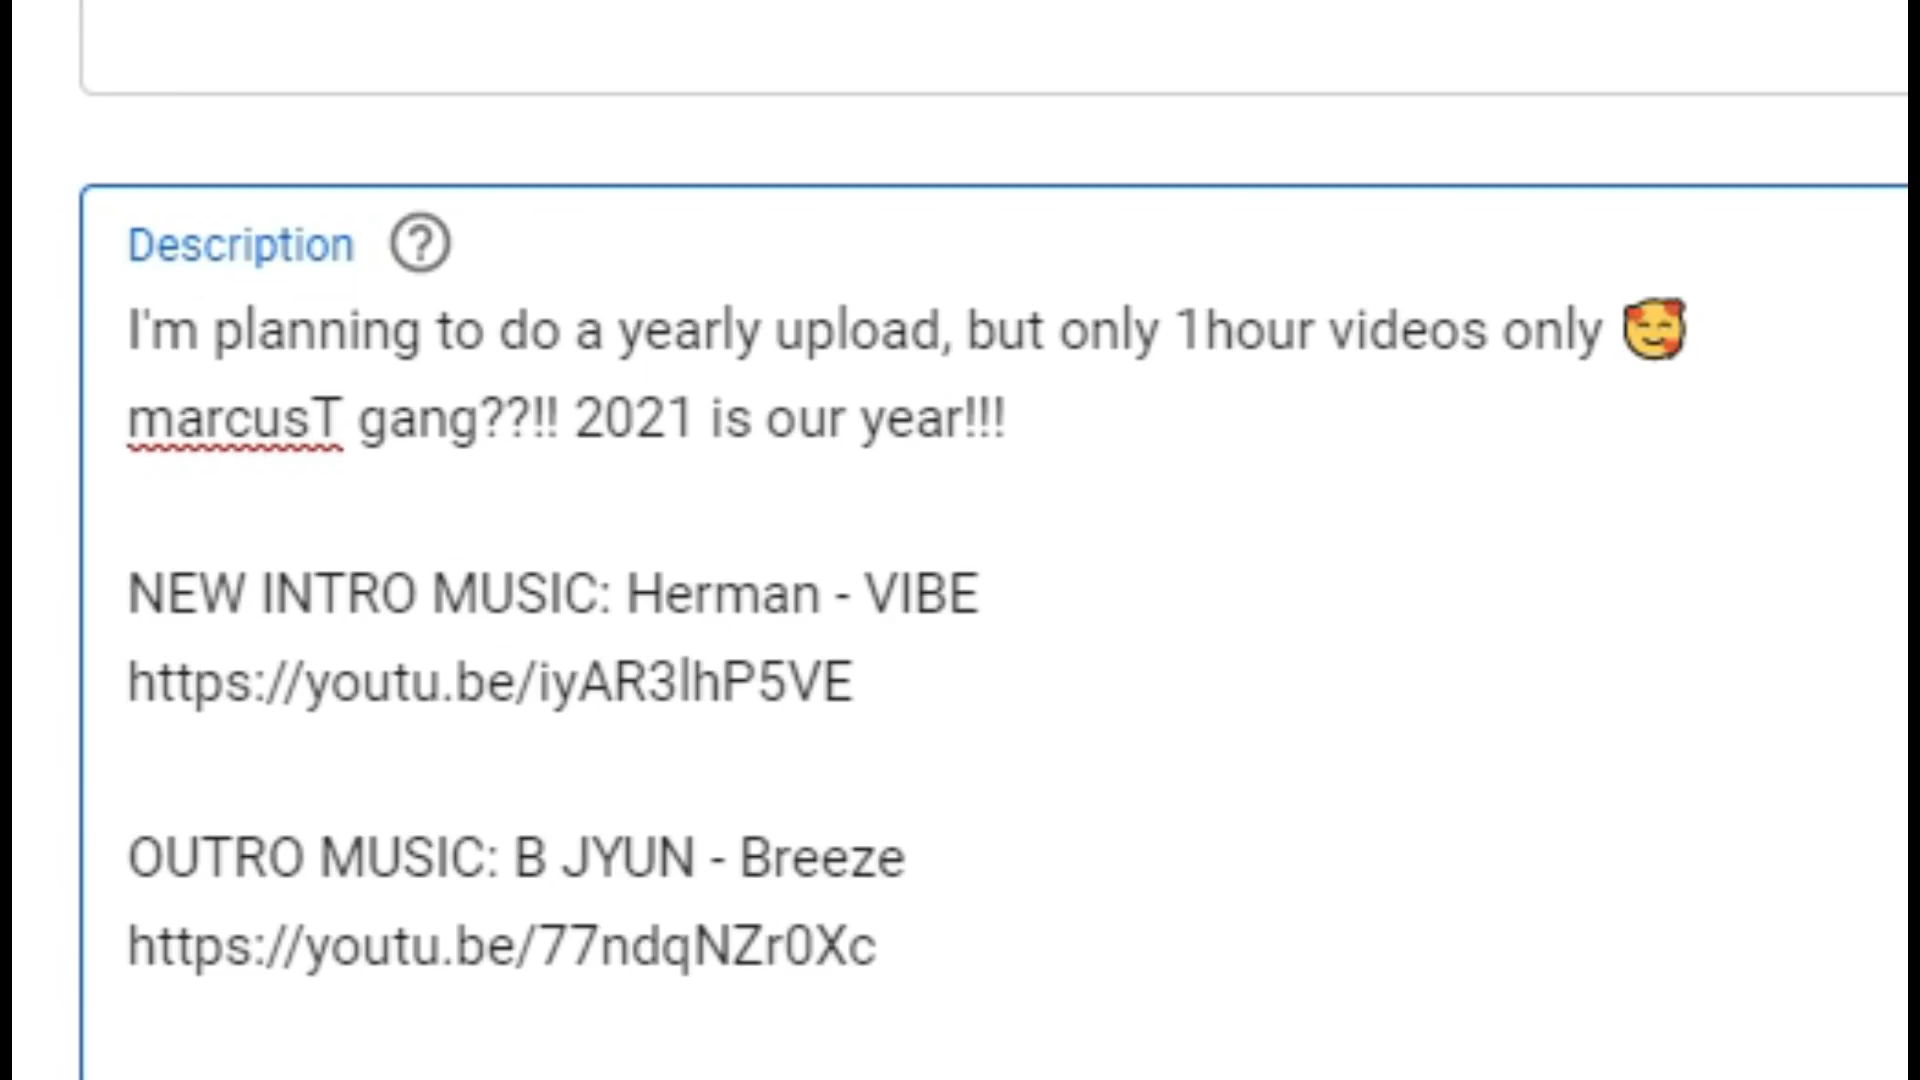 Description
I'm planning to do a yearly upload, but only 1hour videos only 🥰
marcusT gang??!! 2021 is our year!!!
NEW INTRO MUSIC: Herman - VIBE
https://youtu.be/iyAR3lhP5VE
OUTRO MUSIC: B JYUN - Breeze
https://youtu.be/77ndqNZr0Xc